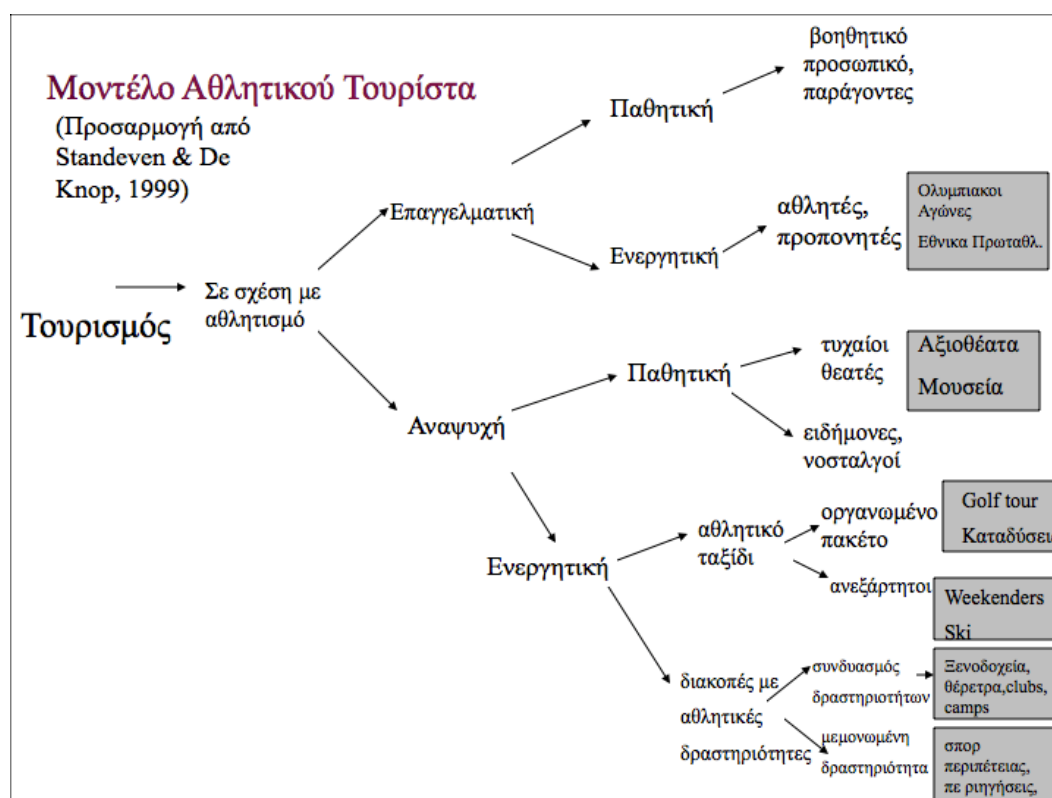 Μοντέλο Αθλητικού Τουρίστα
(Προσαρμογή από
Standeven & De
Knop, 1999)
βοηθητικό
προσωπικό,
παράγοντες
Παθητική
Επαγγελματική
Ενεργητική
αθλητές,
προπονητές
Ολυμπιακοι
Αγώνες
Εθνικα Πρωταθλ.
Τουρισμός
Σε σχέση με
αθλητισμό
Αναψυχή
Παθητική
τυχαίοι
θεατές
Αξιοθέατα
Μουσεία
ειδήμονες,
νοσταλγοί
Ενεργητική
αθλητικό
ταξίδι
οργανωμένο
πακέτο
Golf tour
Καταδύσεις
ανεξάρτητοι
Weekenders
Ski
διακοπές με
αθλητικές
δραστηριότητες
συνδυασμός
δραστηριοτήτων
Ξενοδοχεία,
θέρετρα,clubs,
camps
μεμονωμένη
δραστηριότητα
σπορ
περιπέτειας,
πε ριηγήσεις,